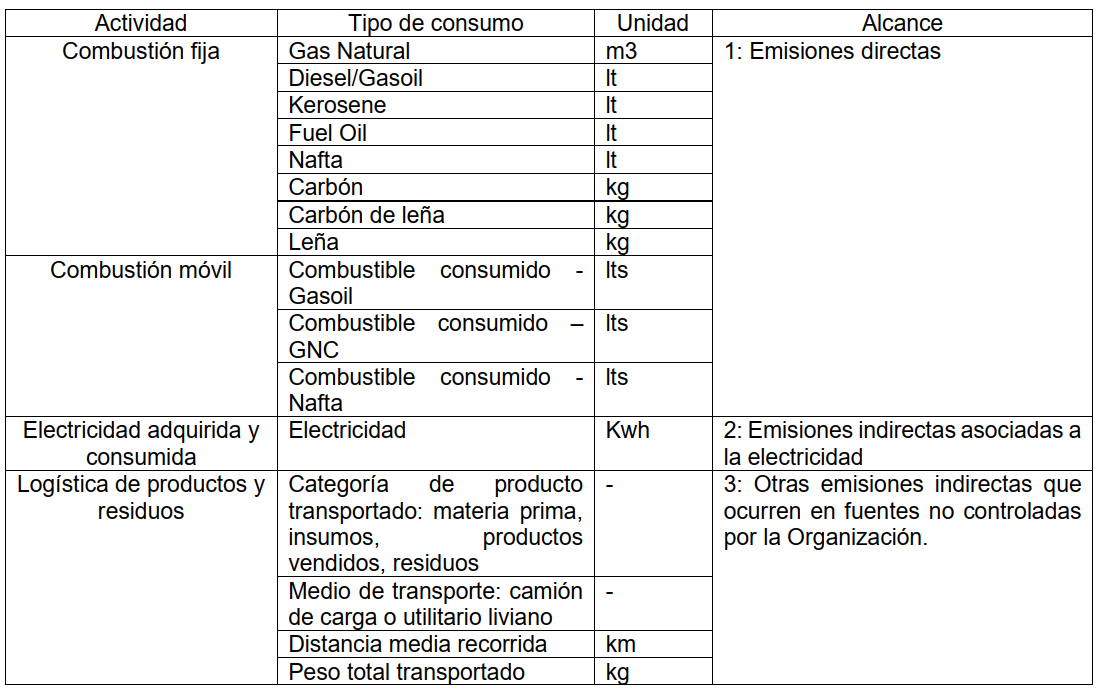 Actividad Tipo de consumo Unidad Alcance
Combustión fija Gas Natural m3 1: Emisiones directas
Diesel/Gasoil lt
Kerosene lt
Fuel Oil lt
Nafta lt
Carbón kg
Carbón de leña kg
Leña kg
Combustión móvil Combustible consumido - lts
Gasoil
Combustible consumido – lts
GNC
Combustible consumido - lts
Nafta
Electricidad adquirida y Electricidad Kwh 2: Emisiones indirectas asociadas a
consumida la electricidad
Logística de productos y Categoría de producto - 3: Otras emisiones indirectas que
residuos transportado: materia prima, ocurren en fuentes no controladas
insumos, productos por la Organización.
vendidos, residuos
Medio de transporte: camión -
de carga o utilitario liviano
Distancia media recorrida km
Peso total transportado kg